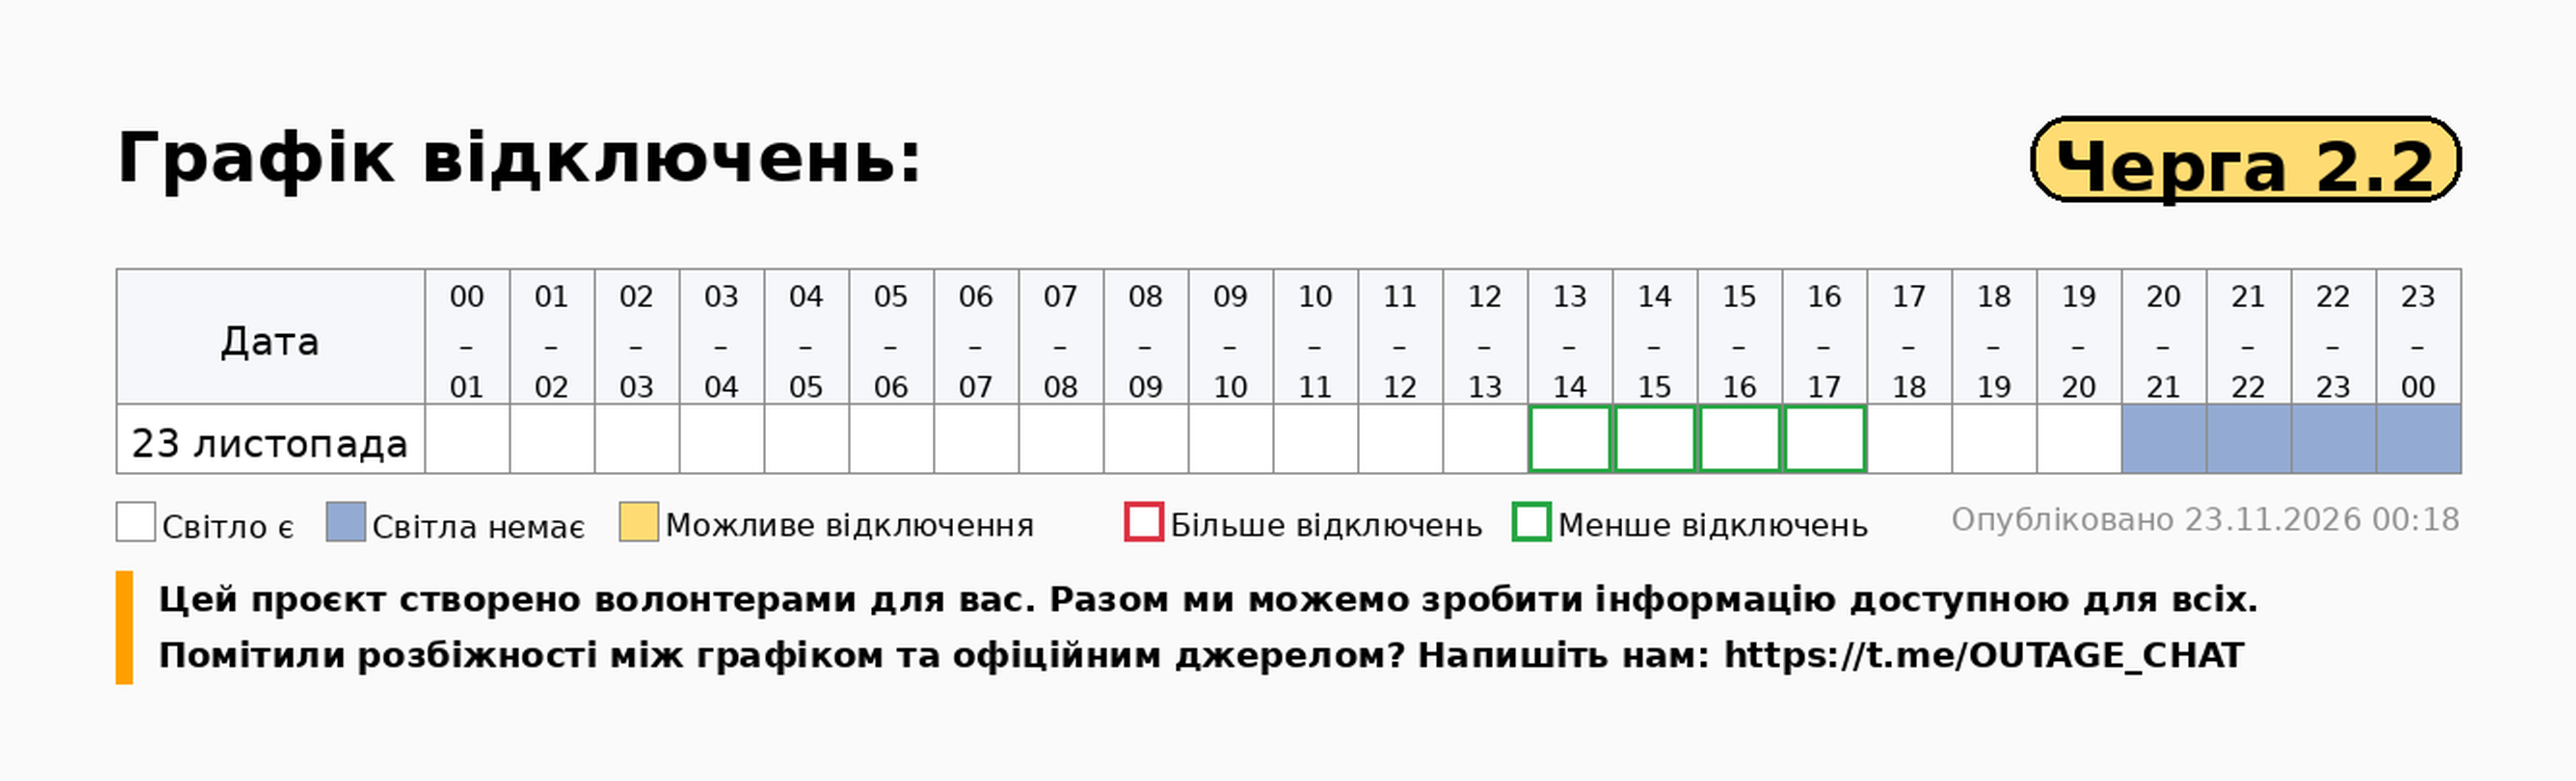 Графік відключень:
Черга 2.2
Дата
00 – 01
01 – 02
02 – 03
03 – 04
04 – 05
05 – 06
06 – 07
07 – 08
08 – 09
09 – 10
10 – 11
11 – 12
12 – 13
13 – 14
14 – 15
15 – 16
16 – 17
17 – 18
18 – 19
19 – 20
20 – 21
21 – 22
22 – 23
23 – 00
23 листопада
Світло є
Світла немає
Можливе відключення
Більше відключень
Менше відключень
Опубліковано 23.11.2026 00:18
Цей проєкт створено волонтерами для вас. Разом ми можемо зробити інформацію доступною для всіх.
Помітили розбіжності між графіком та офіційним джерелом? Напишіть нам: https://t.me/OUTAGE_CHAT